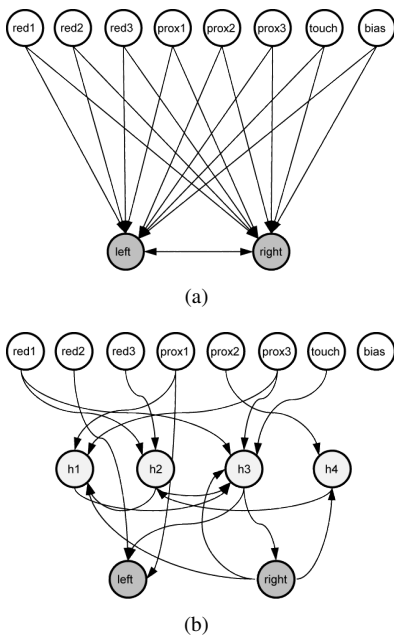 red1 red2 red3 prox1 prox2 prox3 touch bias
left right
(a)
red1 red2 red3 prox1 prox2 prox3 touch bias
h1 h2 h3 h4
left right
(b)